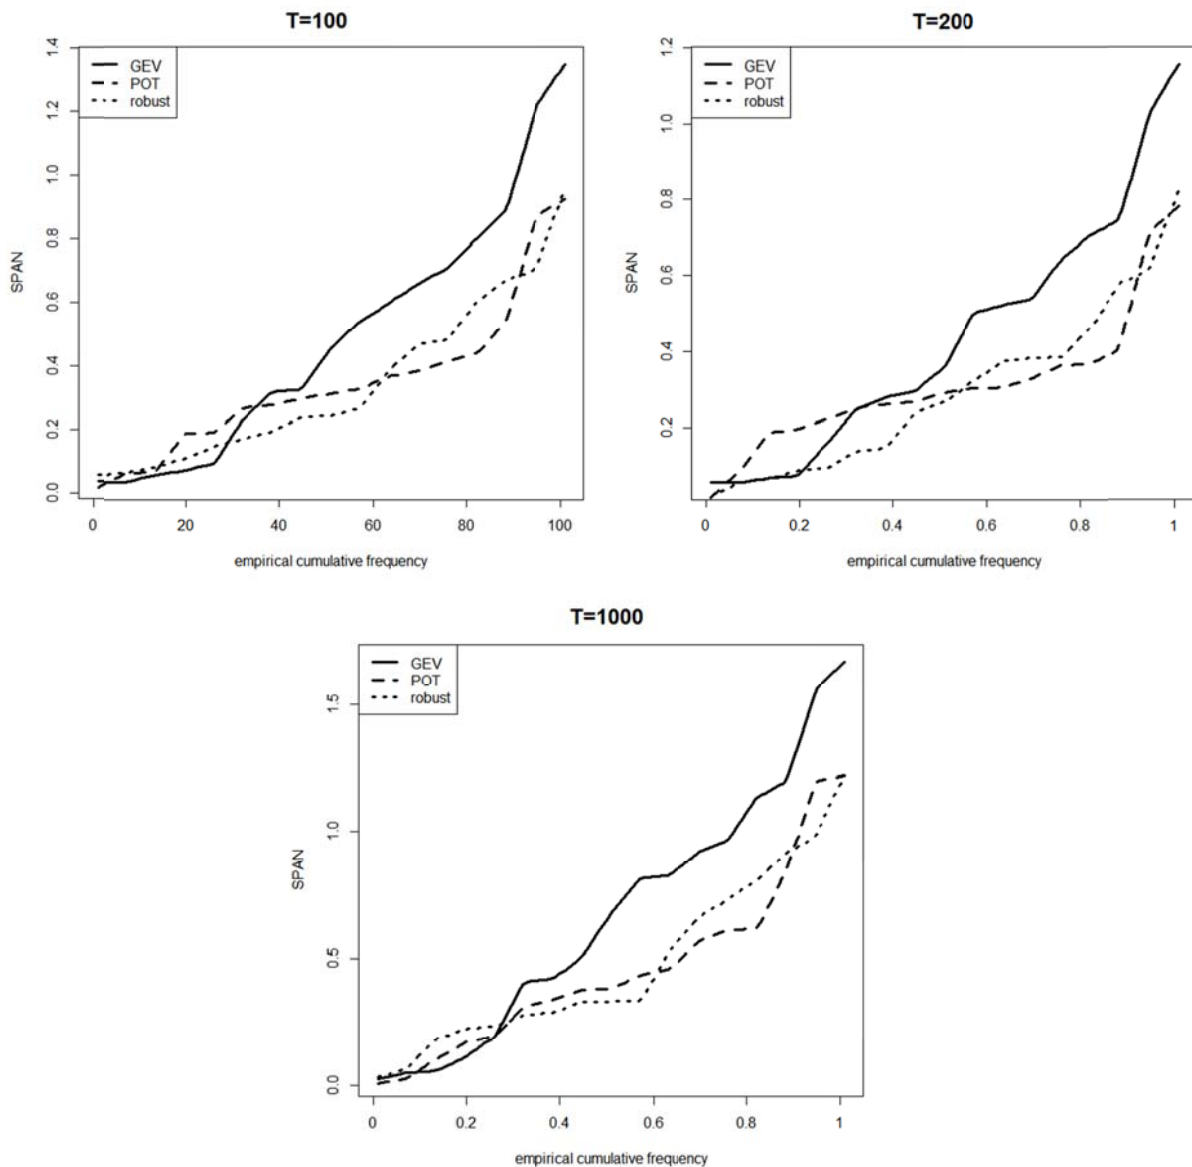 T=100
GEV
POT
robust
SPAN
0.0 0.2 0.4 0.6 0.8 1.0 1.2 1.4
0 20 40 60 80 100
empirical cumulative frequency
T=200
GEV
POT
robust
SPAN
0.2 0.4 0.6 0.8 1.0 1.2
0 0.2 0.4 0.6 0.8 1
empirical cumulative frequency
T=1000
GEV
POT
robust
SPAN
0.0 0.5 1.0 1.5
0 0.2 0.4 0.6 0.8 1
empirical cumulative frequency